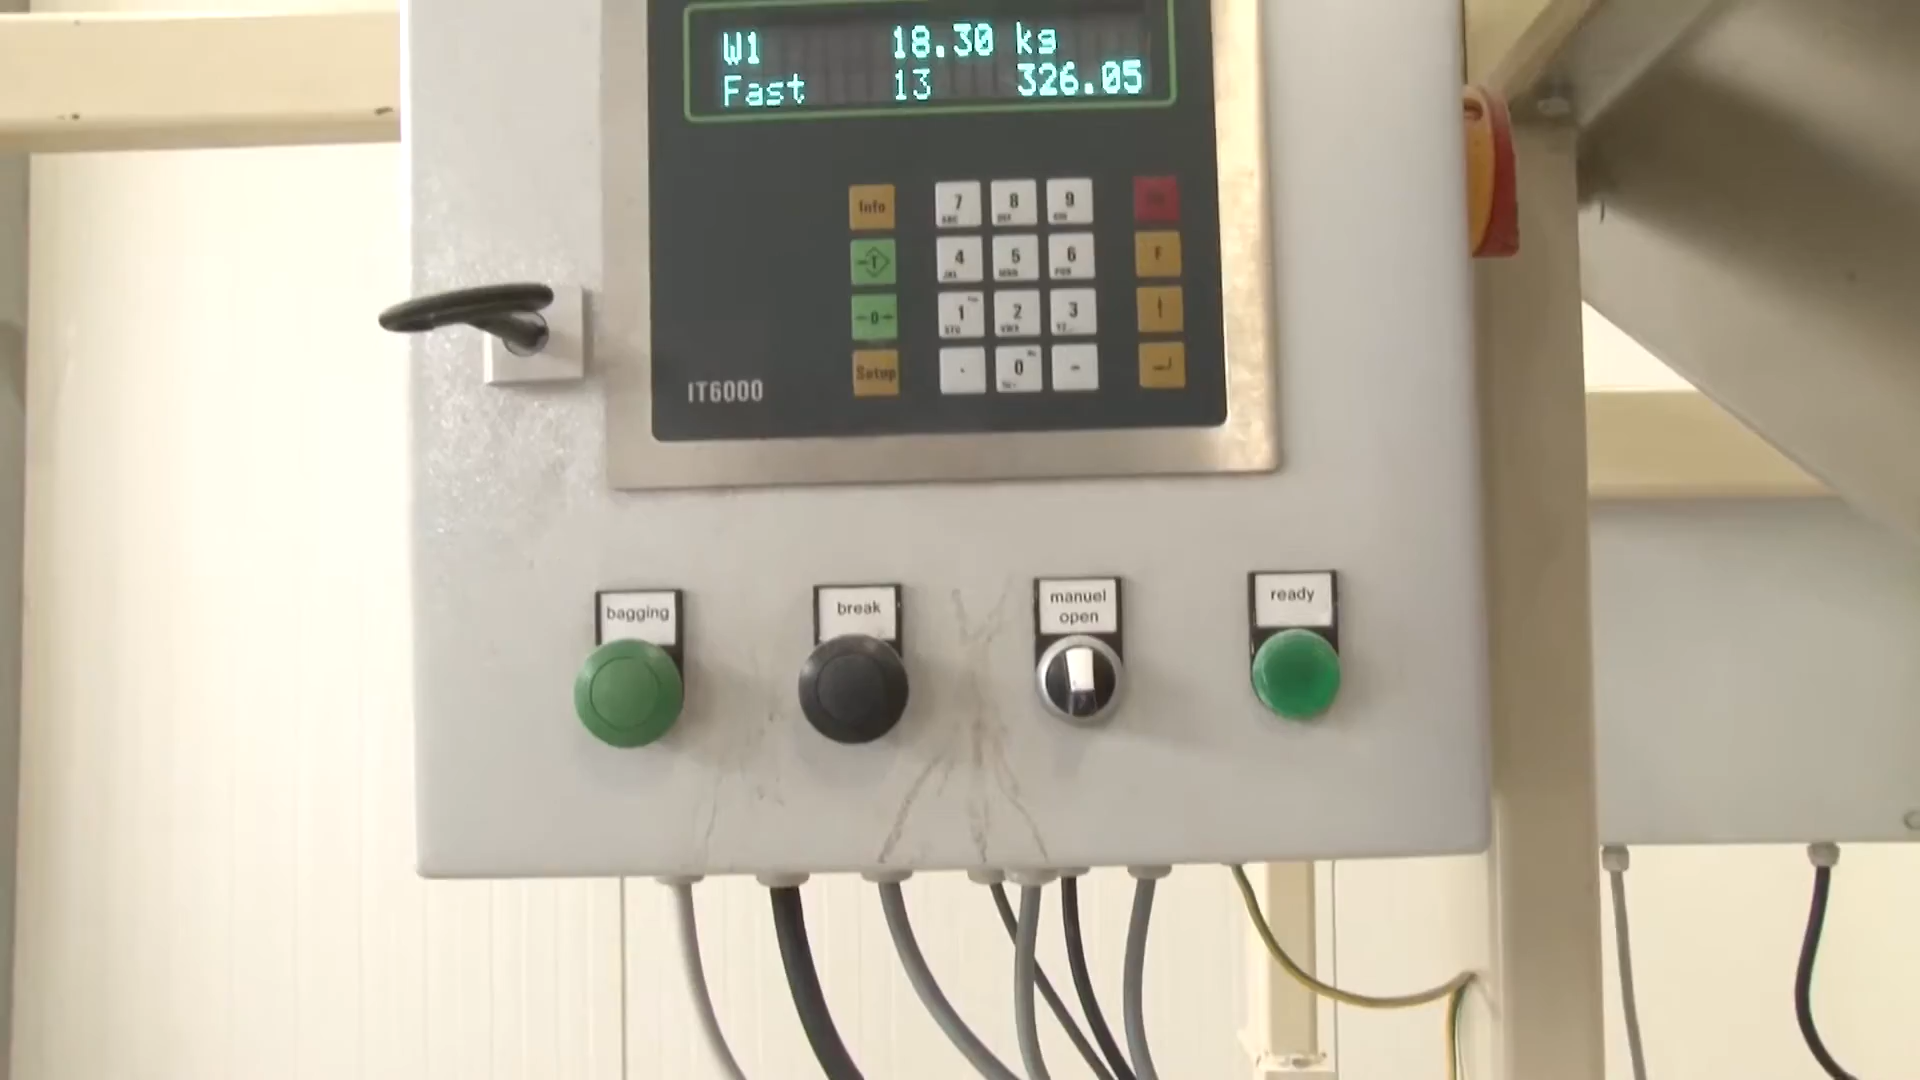 W1 18.30 kg
Fast 13 326.05
Info
7 8 9
4 5 6
F
1 2 3
Setup
0
IT6000
bagging
break
manuel
open
ready